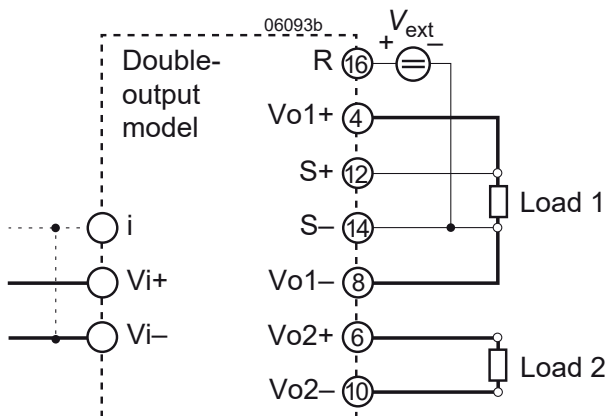 06093b
Vext
+ –
Double-
output
model
R 16
Vo1+ 4
S+ 12
Load 1
i
S– 14
Vi+
Vo1– 8
Vi–
Vo2+ 6
Load 2
Vo2– 10